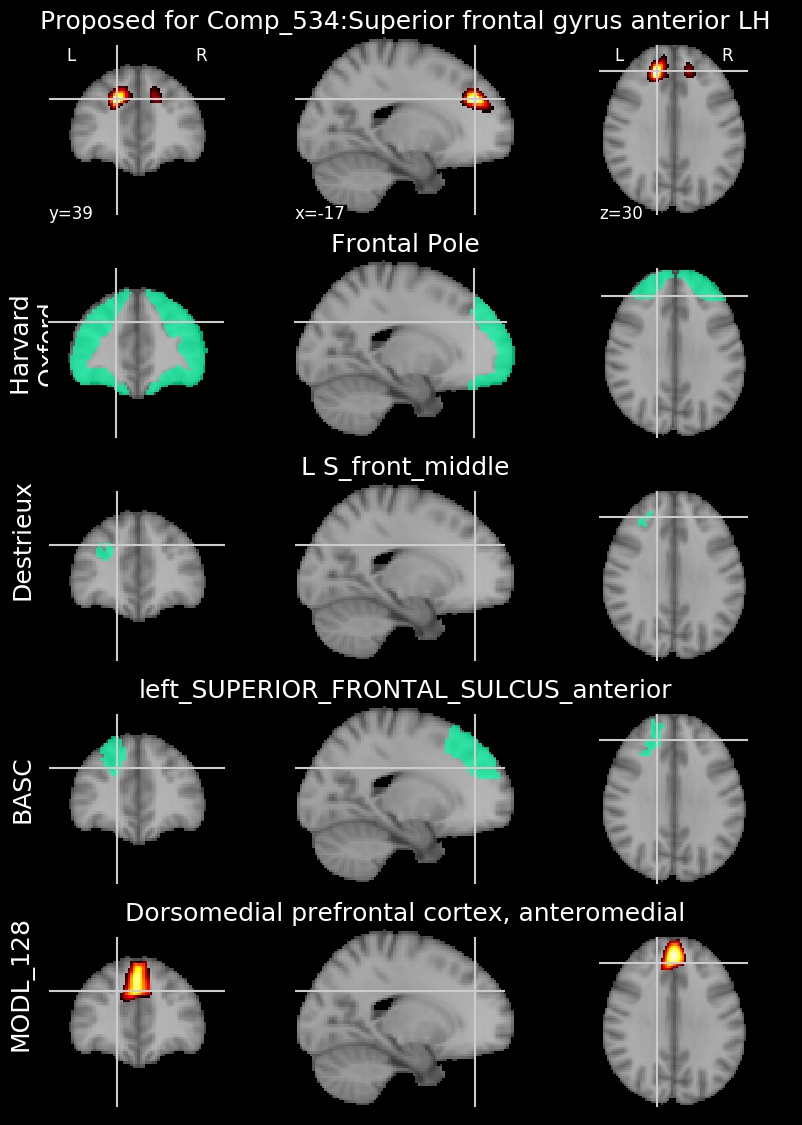 Proposed for Comp_534:Superior frontal gyrus anterior LH
L R L R
y=39 x=-17 z=30
Frontal Pole
Harvard
Oxford
L S_front_middle
Destrieux
left_SUPERIOR_FRONTAL_SULCUS_anterior
BASC
Dorsomedial prefrontal cortex, anteromedial
MODL_128